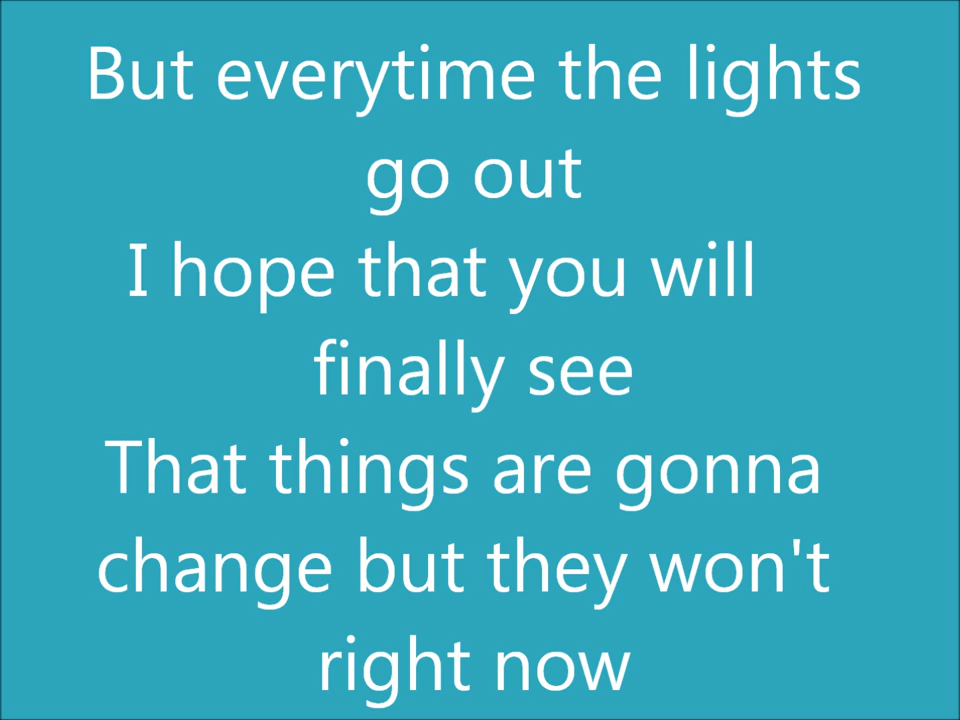 But everytime the lights
go out
I hope that you will
finally see
That things are gonna
change but they won't
right now